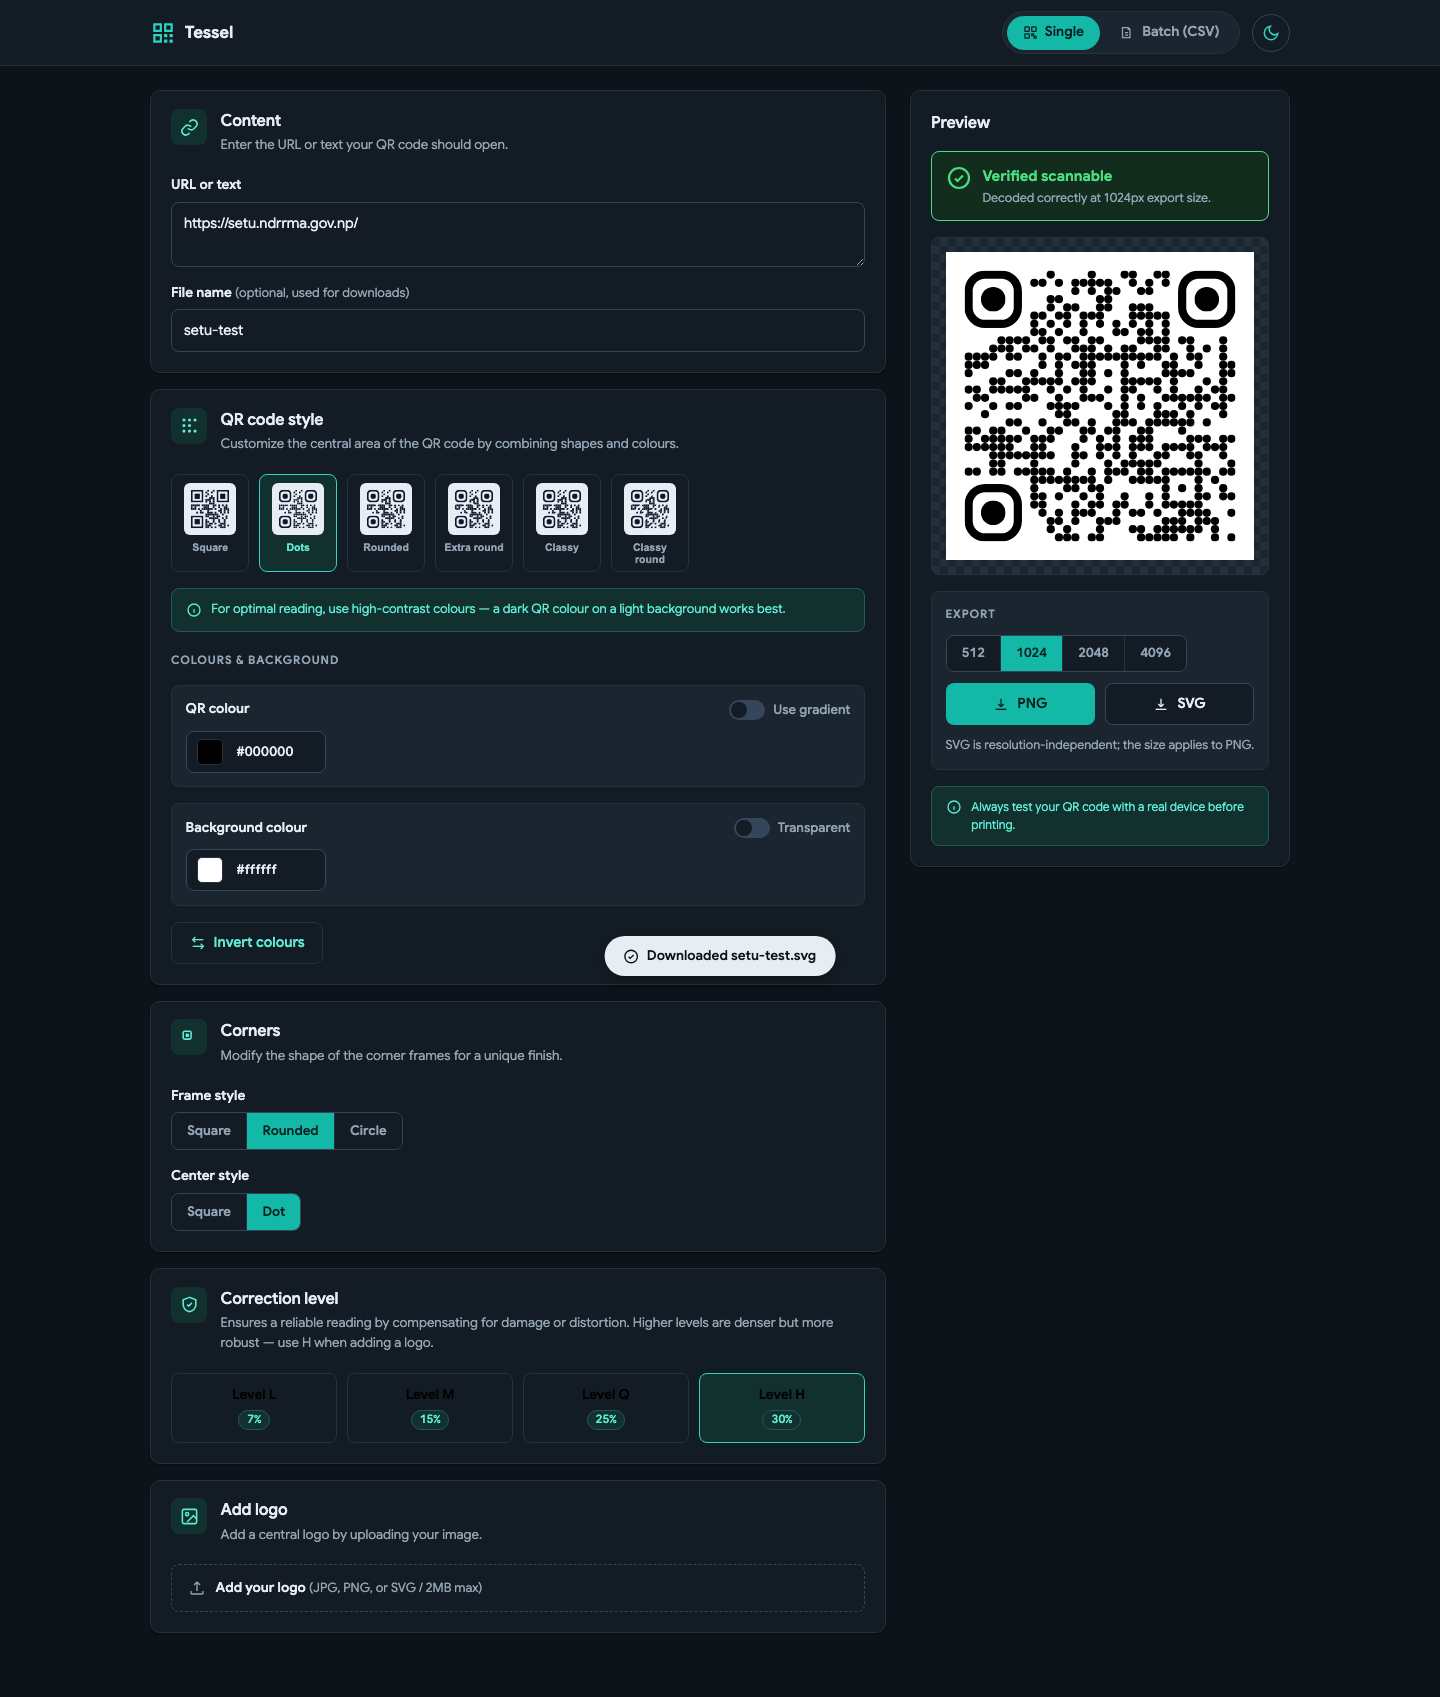 Tessel
Single
Batch (CSV)
Content
Enter the URL or text your QR code should open.
URL or text
https://setu.ndrrma.gov.np/
File name (optional, used for downloads)
setu-test
QR code style
Customize the central area of the QR code by combining shapes and colours.
Square
Dots
Rounded
Extra round
Classy
Classy
round
For optimal reading, use high-contrast colours — a dark QR colour on a light background works best.
COLOURS & BACKGROUND
QR colour
Use gradient
#000000
Background colour
Transparent
#ffffff
Invert colours
Downloaded setu-test.svg
Corners
Modify the shape of the corner frames for a unique finish.
Frame style
Square
Rounded
Circle
Center style
Square
Dot
Correction level
Ensures a reliable reading by compensating for damage or distortion. Higher levels are denser but more
robust — use H when adding a logo.
Level L
7%
Level M
15%
Level Q
25%
Level H
30%
Add logo
Add a central logo by uploading your image.
Add your logo (JPG, PNG, or SVG / 2MB max)
Preview
Verified scannable
Decoded correctly at 1024px export size.
EXPORT
512
1024
2048
4096
PNG
SVG
SVG is resolution-independent; the size applies to PNG.
Always test your QR code with a real device before
printing.